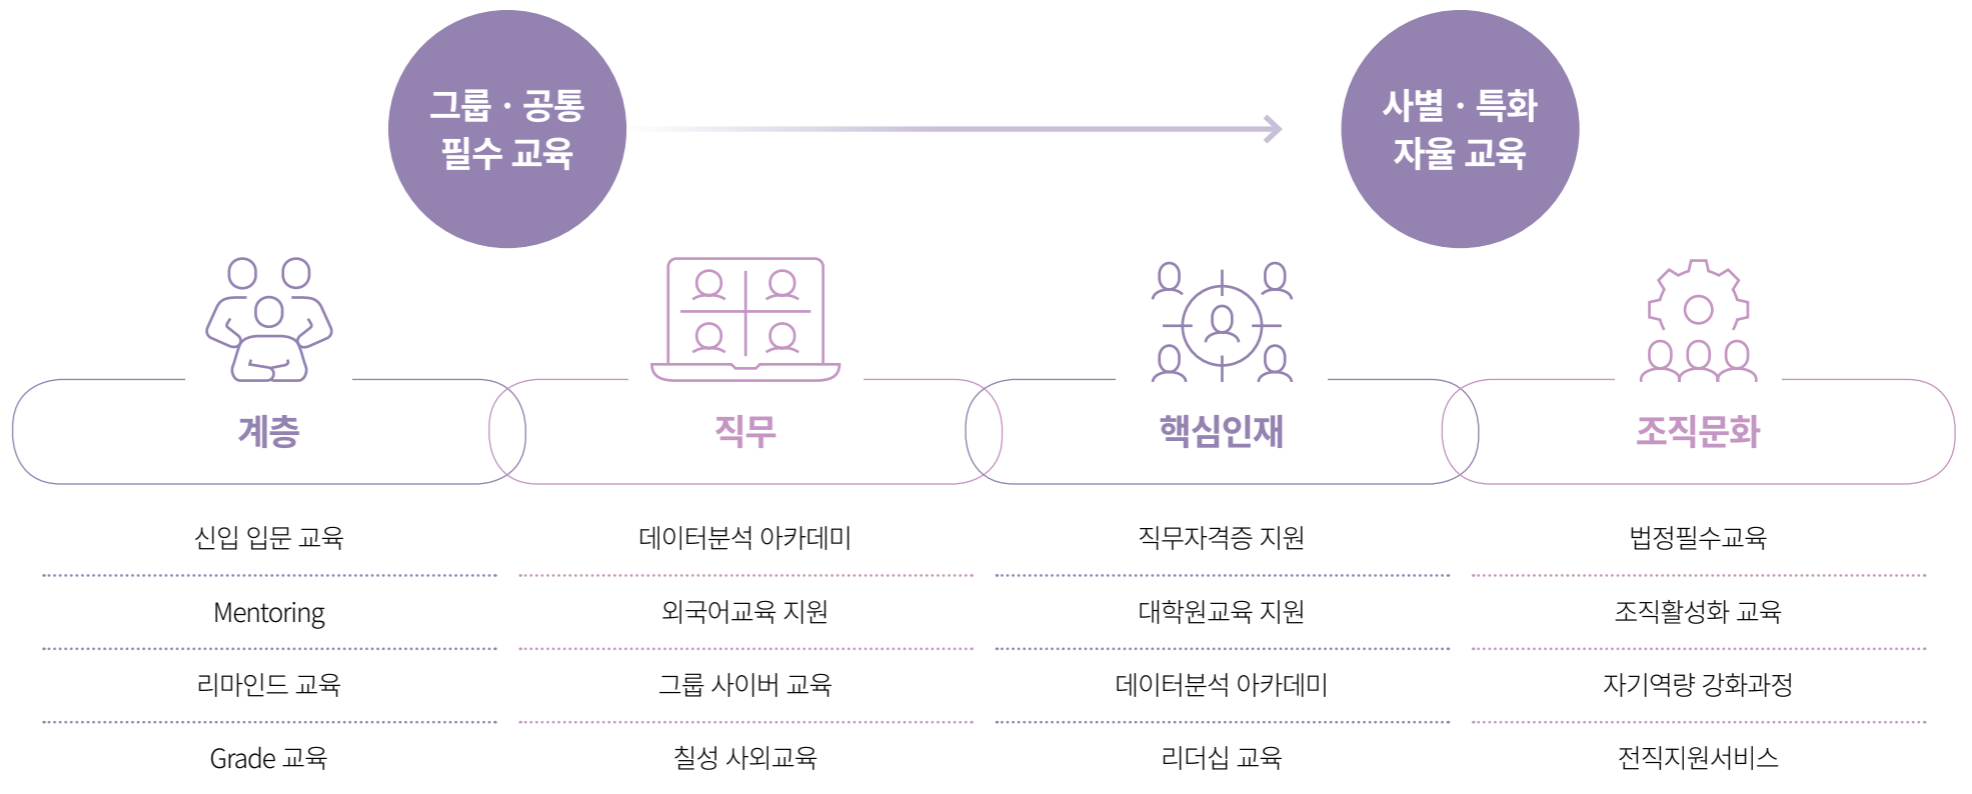 그룹 · 공통
필수 교육
사별 · 특화
자율 교육
계층
직무
핵심인재
조직문화
신입 입문 교육
데이터분석 아카데미
직무자격증 지원
법정필수교육
Mentoring
외국어교육 지원
대학원교육 지원
조직활성화 교육
리마인드 교육
그룹 사이버 교육
데이터분석 아카데미
자기역량 강화과정
Grade 교육
칠성 사외교육
리더십 교육
전직지원서비스